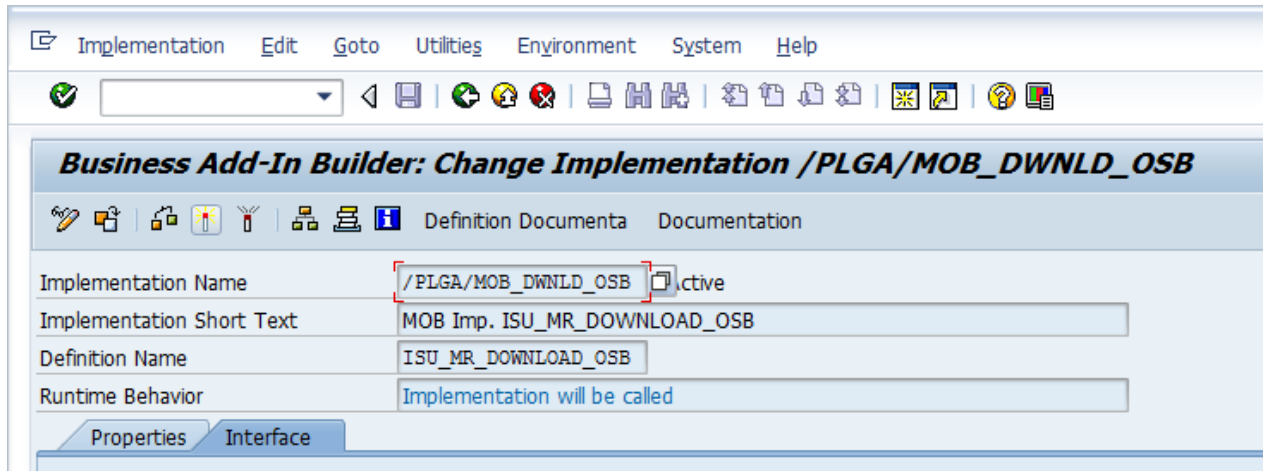 Implementation Edit Goto Utilities Environment System Help
Business Add-In Builder: Change Implementation /PLGA/MOB_DWNLD_OSB
Definition Documenta Documentation
Implementation Name /PLGA/MOB_DWNLD_OSB ctive
Implementation Short Text MOB Imp. ISU_MR_DOWNLOAD_OSB
Definition Name ISU_MR_DOWNLOAD_OSB
Runtime Behavior Implementation will be called
Properties Interface